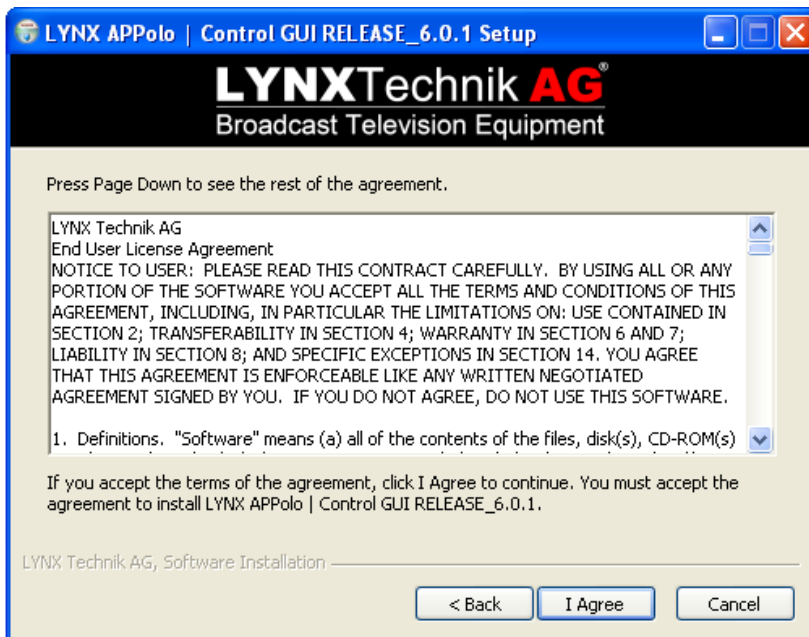 LYNX APPolo | Control GUI RELEASE_6.0.1 Setup
LYNXTechnik AG®
Broadcast Television Equipment
Press Page Down to see the rest of the agreement.
LYNX Technik AG
End User License Agreement
NOTICE TO USER:  PLEASE READ THIS CONTRACT CAREFULLY.  BY USING ALL OR ANY
PORTION OF THE SOFTWARE YOU ACCEPT ALL THE TERMS AND CONDITIONS OF THIS
AGREEMENT, INCLUDING, IN PARTICULAR THE LIMITATIONS ON: USE CONTAINED IN
SECTION 2; TRANSFERABILITY IN SECTION 4; WARRANTY IN SECTION 6 AND 7;
LIABILITY IN SECTION 8; AND SPECIFIC EXCEPTIONS IN SECTION 14. YOU AGREE
THAT THIS AGREEMENT IS ENFORCEABLE LIKE ANY WRITTEN NEGOTIATED
AGREEMENT SIGNED BY YOU.  IF YOU DO NOT AGREE, DO NOT USE THIS SOFTWARE.
1.  Definitions.  "Software" means (a) all of the contents of the files, disk(s), CD-ROM(s)
If you accept the terms of the agreement, click I Agree to continue. You must accept the
agreement to install LYNX APPolo | Control GUI RELEASE_6.0.1.
LYNX Technik AG, Software Installation
< Back
I Agree
Cancel